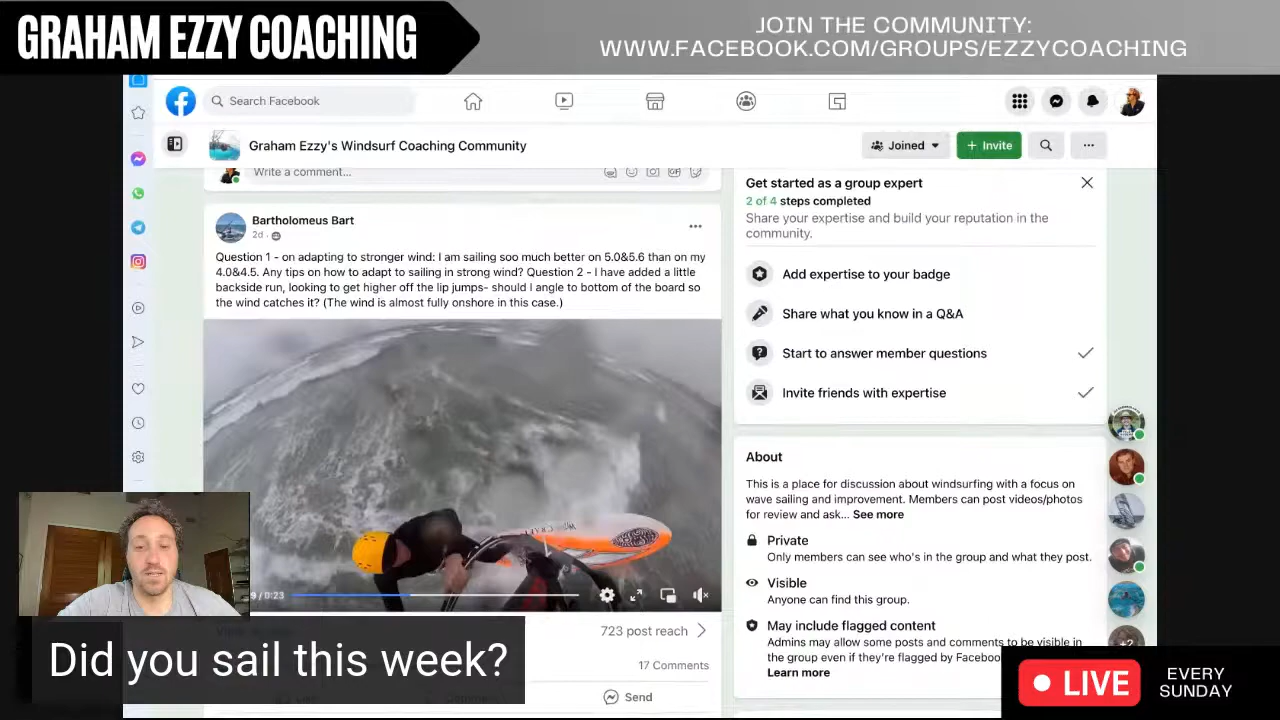 GRAHAM EZZY COACHING
JOIN THE COMMUNITY:
WWW.FACEBOOK.COM/GROUPS/EZZYCOACHING
Search Facebook
Graham Ezzy's Windsurf Coaching Community
Joined
+ Invite
Write a comment...
GIF
Bartholomeus Bart
2d
Question 1 - on adapting to stronger wind: I am sailing soo much better on 5.0&5.6 than on my
4.0&4.5. Any tips on how to adapt to sailing in strong wind? Question 2 - I have added a little
backside run, looking to get higher off the lip jumps- should I angle to bottom of the board so
the wind catches it? (The wind is almost fully onshore in this case.)
9 / 0:23
723 post reach
17 Comments
Send
Get started as a group expert
2 of 4 steps completed
Share your expertise and build your reputation in the
community.
Add expertise to your badge
Share what you know in a Q&A
Start to answer member questions
Invite friends with expertise
About
This is a place for discussion about windsurfing with a focus on
wave sailing and improvement. Members can post videos/photos
for review and ask... See more
Private
Only members can see who's in the group and what they post.
Visible
Anyone can find this group.
May include flagged content
Admins may allow some posts and comments to be visible in
the group even if they're flagged by Faceboo
Learn more
Did you sail this week?
LIVE
EVERY
SUNDAY